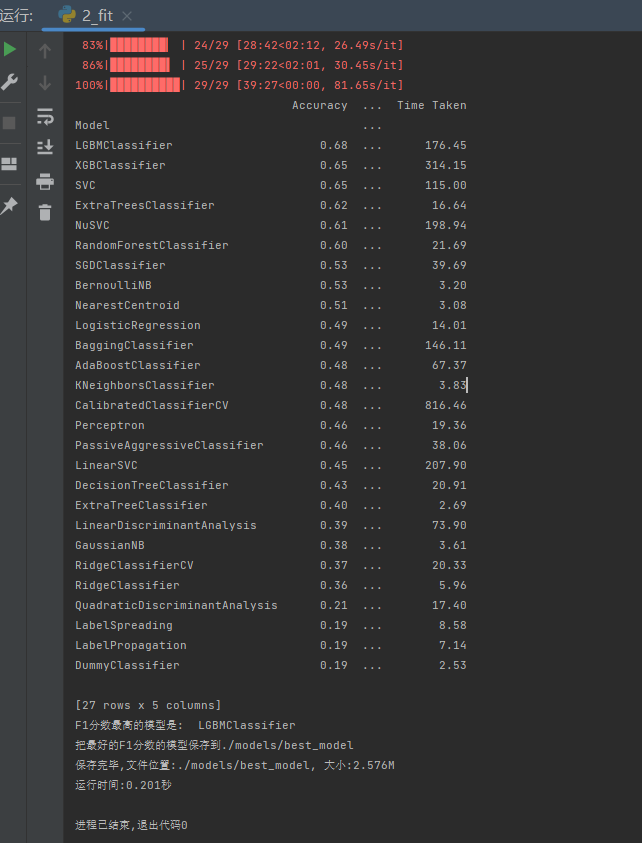 运行: 2_fit
83%| | 24/29 [28:42<02:12, 26.49s/it]
86%| | 25/29 [29:22<02:01, 30.45s/it]
100%| | 29/29 [39:27<00:00, 81.65s/it]
Accuracy ... Time Taken
Model ...
LGBMClassifier 0.68 ... 176.45
XGBClassifier 0.65 ... 314.15
SVC 0.65 ... 115.00
ExtraTreesClassifier 0.62 ... 16.64
NuSVC 0.61 ... 198.94
RandomForestClassifier 0.60 ... 21.69
SGDClassifier 0.53 ... 39.69
BernoulliNB 0.53 ... 3.20
NearestCentroid 0.51 ... 3.08
LogisticRegression 0.49 ... 14.01
BaggingClassifier 0.49 ... 146.11
AdaBoostClassifier 0.48 ... 67.37
KNeighborsClassifier 0.48 ... 3.83
CalibratedClassifierCV 0.48 ... 816.46
Perceptron 0.46 ... 19.36
PassiveAggressiveClassifier 0.46 ... 38.06
LinearSVC 0.45 ... 207.90
DecisionTreeClassifier 0.43 ... 20.91
ExtraTreeClassifier 0.40 ... 2.69
LinearDiscriminantAnalysis 0.39 ... 73.90
GaussianNB 0.38 ... 3.61
RidgeClassifierCV 0.37 ... 20.33
RidgeClassifier 0.36 ... 5.96
QuadraticDiscriminantAnalysis 0.21 ... 17.40
LabelSpreading 0.19 ... 8.58
LabelPropagation 0.19 ... 7.14
DummyClassifier 0.19 ... 2.53
[27 rows x 5 columns]
F1分数最高的模型是: LGBMClassifier
把最好的F1分数的模型保存到./models/best_model
保存完毕,文件位置:./models/best_model, 大小:2.576M
运行时间:0.201秒
进程已结束,退出代码0